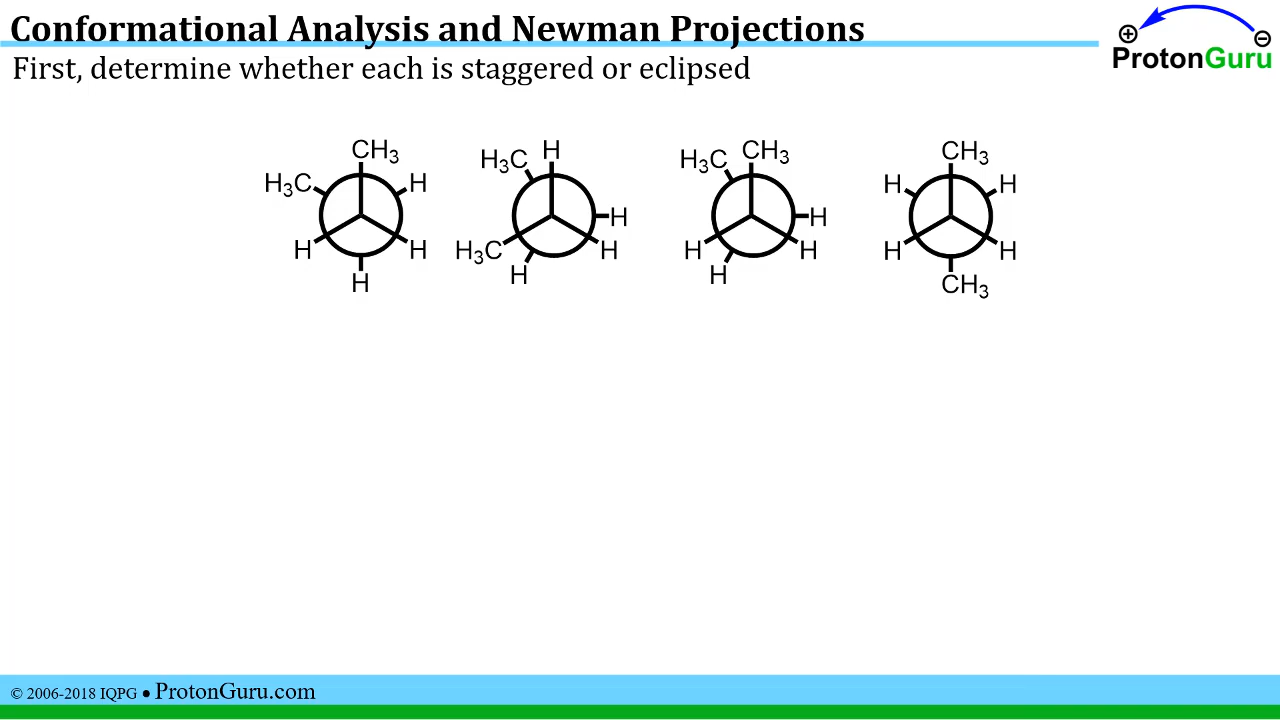 Conformational Analysis and Newman Projections
⊕ ⊖
ProtonGuru
First, determine whether each is staggered or eclipsed
CH₃
H₃C H
H H
H
H₃C H
H
H₃C H
H
H₃C CH₃
H
H H
H
CH₃
H H
H H
CH₃
© 2006-2018 IQPG ● ProtonGuru.com